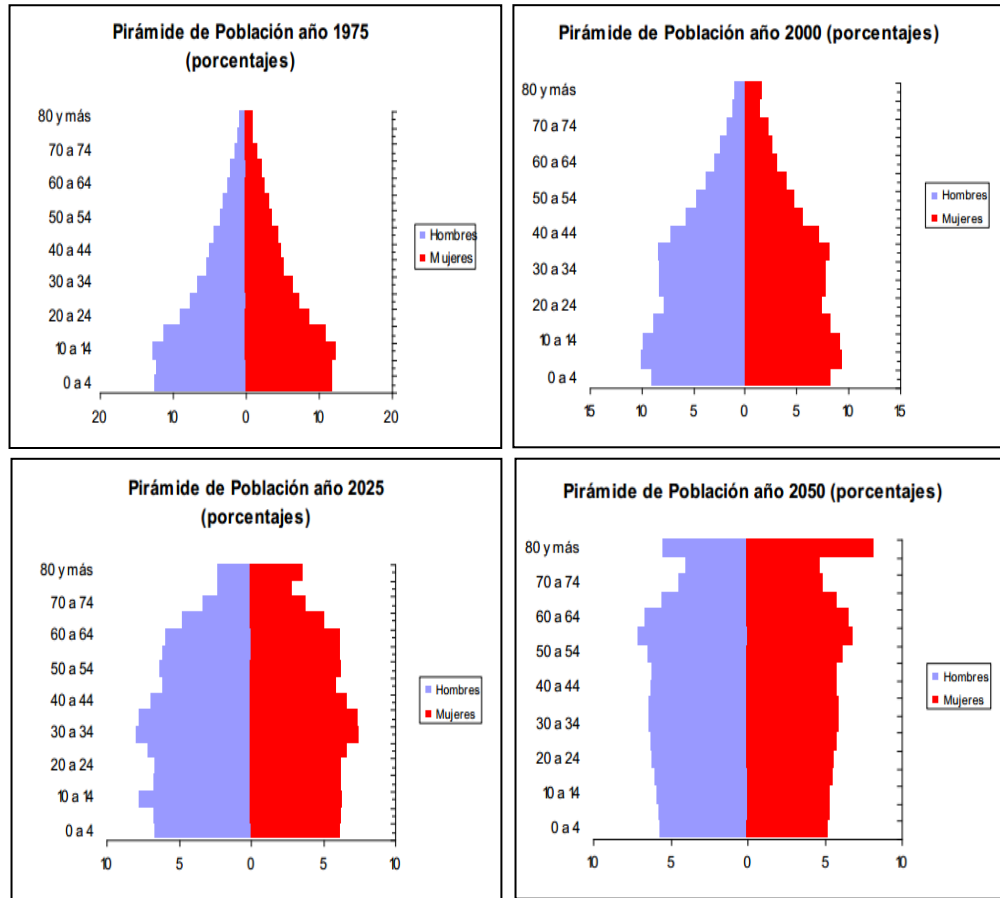 Pirámide de Población año 1975
(porcentajes)
80 y más
70 a 74
60 a 64
50 a 54
40 a 44
30 a 34
20 a 24
10 a 14
0 a 4
20 10 0 10 20
Hombres
Mujeres
Pirámide de Población año 2000 (porcentajes)
80 y más
70 a 74
60 a 64
50 a 54
40 a 44
30 a 34
20 a 24
10 a 14
0 a 4
15 10 5 0 5 10 15
Hombres
Mujeres
Pirámide de Población año 2025
(porcentajes)
80 y más
70 a 74
60 a 64
50 a 54
40 a 44
30 a 34
20 a 24
10 a 14
0 a 4
10 5 0 5 10
Hombres
Mujeres
Pirámide de Población año 2050 (porcentajes)
80 y más
70 a 74
60 a 64
50 a 54
40 a 44
30 a 34
20 a 24
10 a 14
0 a 4
10 5 0 5 10
Hombres
Mujeres